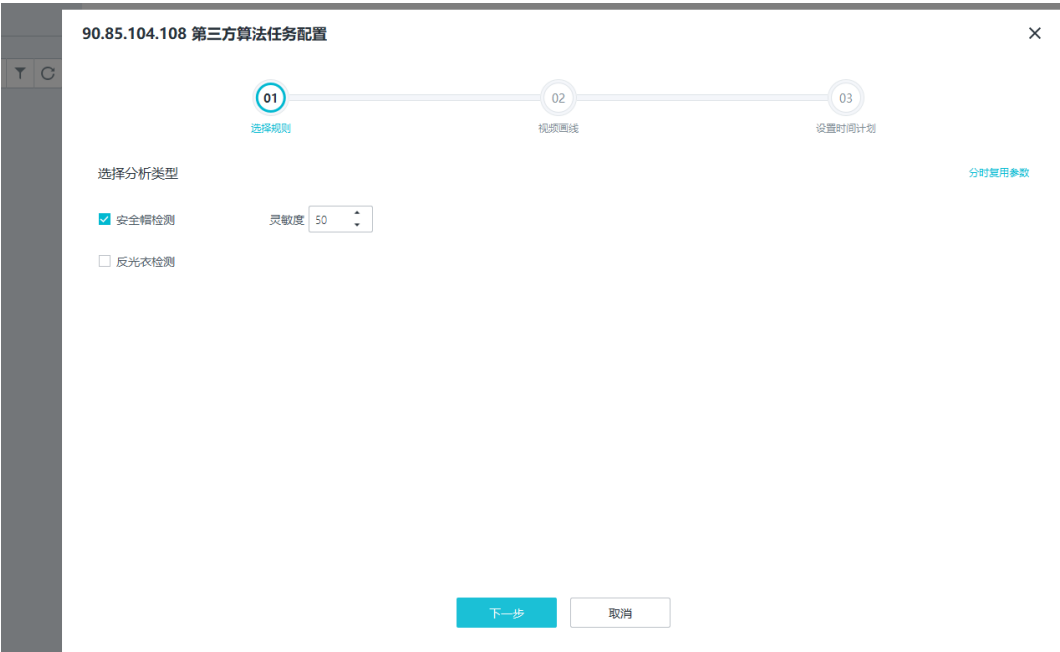 90.85.104.108 第三方算法任务配置
01
02
03
选择规则
视频画线
设置时间计划
选择分析类型
分时复用参数
安全帽检测
灵敏度 50
反光衣检测
下一步
取消